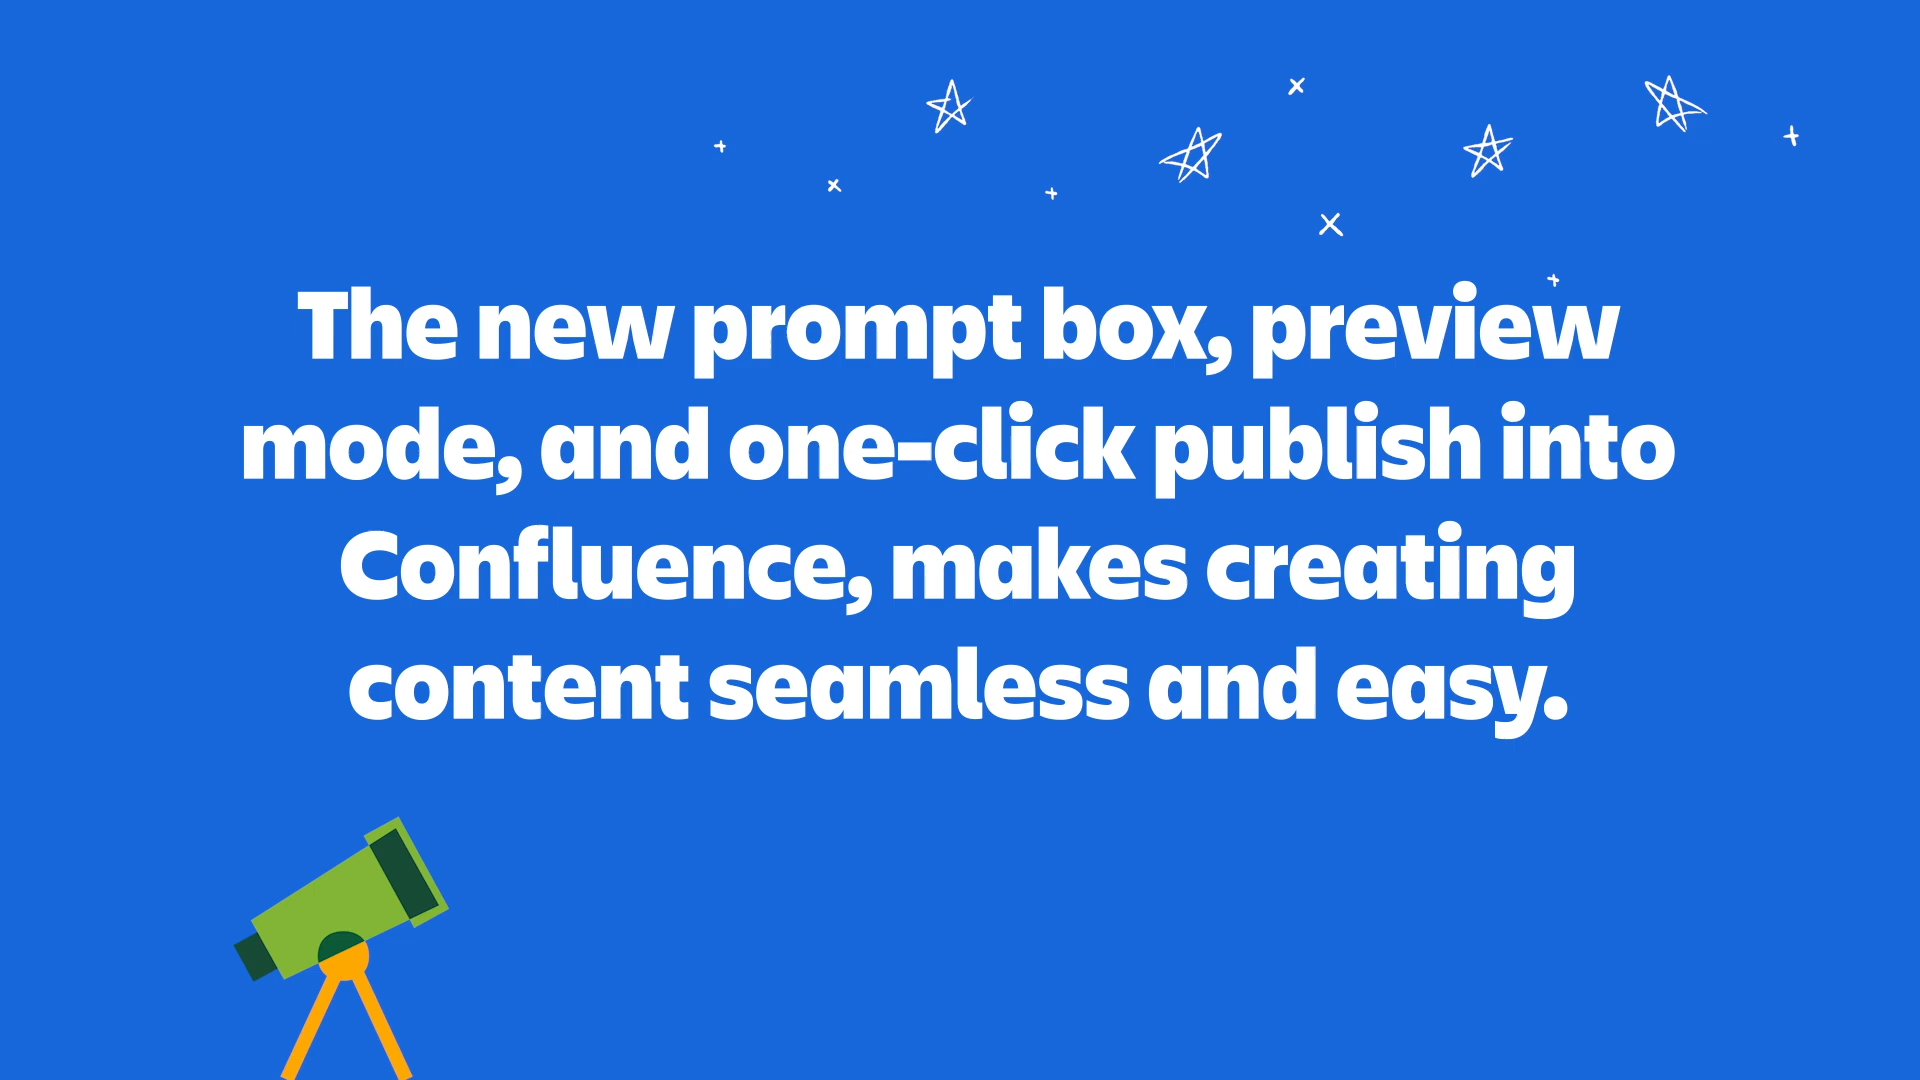 The new prompt box, preview
mode, and one-click publish into
Confluence, makes creating
content seamless and easy.